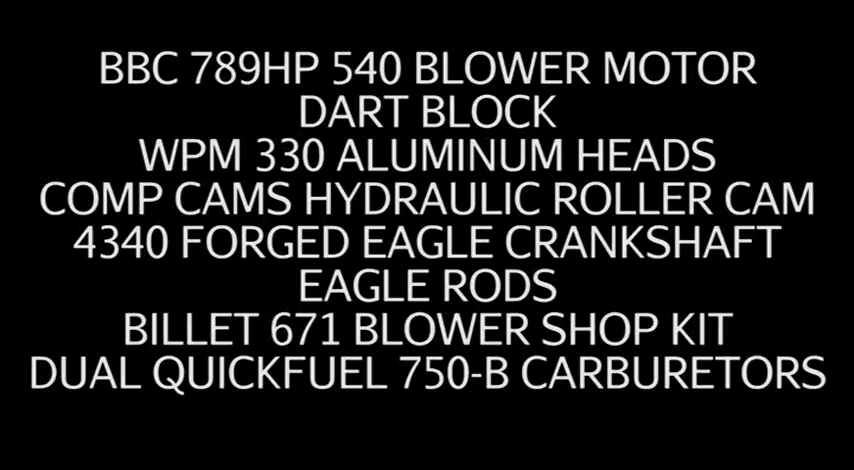 BBC 789HP 540 BLOWER MOTOR
DART BLOCK
WPM 330 ALUMINUM HEADS
COMP CAMS HYDRAULIC ROLLER CAM
4340 FORGED EAGLE CRANKSHAFT
EAGLE RODS
BILLET 671 BLOWER SHOP KIT
DUAL QUICKFUEL 750-B CARBURETORS